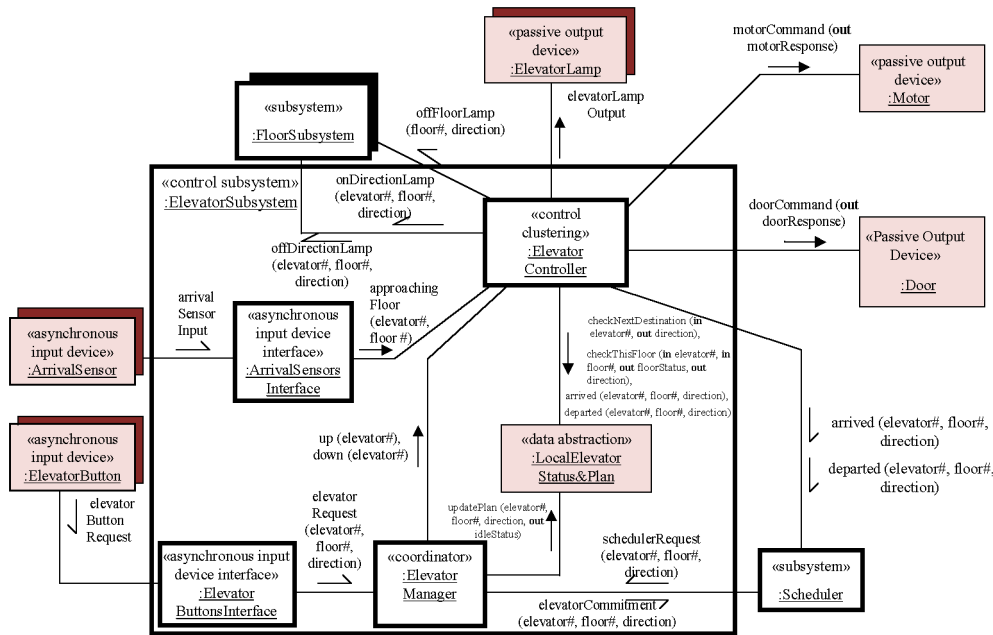 «passive output
device»
:ElevatorLamp
motorCommand (out
motorResponse)
«passive output
device»
:Motor
«subsystem»
:FloorSubsystem
offFloorLamp
(floor#, direction)
elevatorLamp
Output
«control subsystem»
:ElevatorSubsystem
onDirectionLamp
(elevator#, floor#,
direction)
offDirectionLamp
(elevator#, floor#,
direction)
«control
clustering»
:Elevator
Controller
doorCommand (out
doorResponse)
«Passive Output
Device»
:Door
arrival
Sensor
Input
«asynchronous
input device»
:ArrivalSensor
«asynchronous
input device
interface»
:ArrivalSensors
Interface
approaching
Floor
(elevator#,
floor #)
checkNextDestination (in
elevator#, out direction),
checkThisFloor (in elevator#, in
floor#, out floorStatus, out
direction),
arrived (elevator#, floor#, direction),
departed (elevator#, floor#, direction)
«asynchronous
input device»
:ElevatorButton
elevator
Button
Request
up (elevator#),
down (elevator#)
«data abstraction»
:LocalElevator
Status&Plan
arrived (elevator#, floor#,
direction)
departed (elevator#, floor#,
direction)
elevator
Request
(elevator#,
floor#,
direction)
updatePlan (elevator#,
floor#, direction, out
idleStatus)
«asynchronous input
device interface»
:Elevator
ButtonsInterface
«coordinator»
:Elevator
Manager
schedulerRequest
(elevator#, floor#,
direction)
elevatorCommitment
(elevator#, floor#, direction)
«subsystem»
:Scheduler